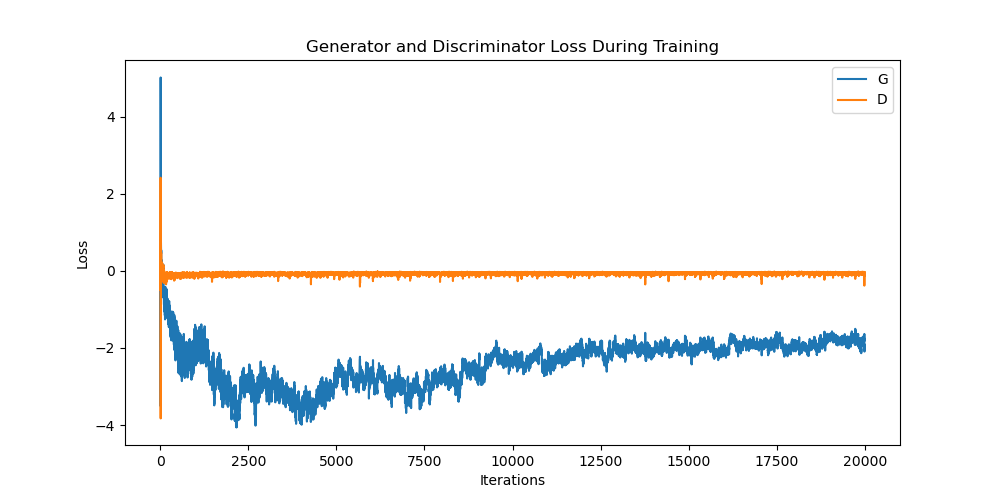 Generator and Discriminator Loss During Training
G
D
4
2
0
−2
−4
Loss
0 2500 5000 7500 10000 12500 15000 17500 20000
Iterations